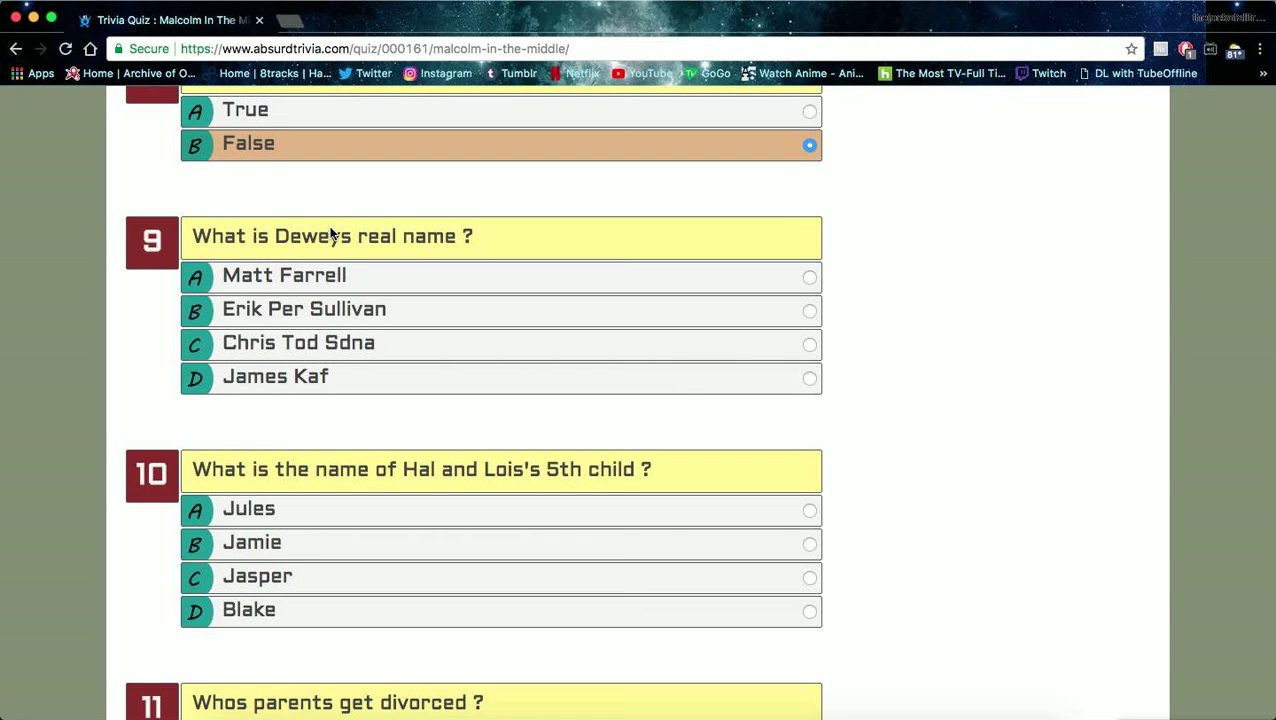 Trivia Quiz : Malcolm In The Mi
Secure https://www.absurdtrivia.com/quiz/000161/malcolm-in-the-middle/
Apps Home | Archive of O... Home | 8tracks | Ha... Twitter Instagram Tumblr Netflix YouTube GoGo Watch Anime - Ani... The Most TV-Full Ti... Twitch DL with TubeOffline »
A True
B False
9 What is Deweys real name ?
A Matt Farrell
B Erik Per Sullivan
C Chris Tod Sdna
D James Kaf
10 What is the name of Hal and Lois's 5th child ?
A Jules
B Jamie
C Jasper
D Blake
11 Whos parents get divorced ?